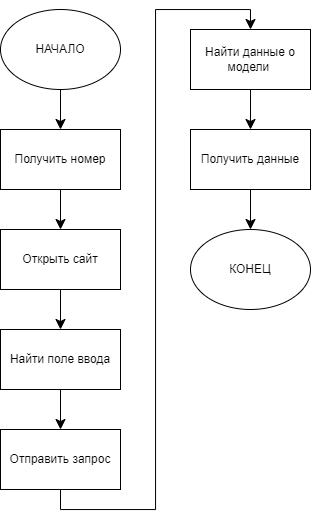 НАЧАЛО
Получить номер
Открыть сайт
Найти поле ввода
Отправить запрос
Найти данные о
модели
Получить данные
КОНЕЦ